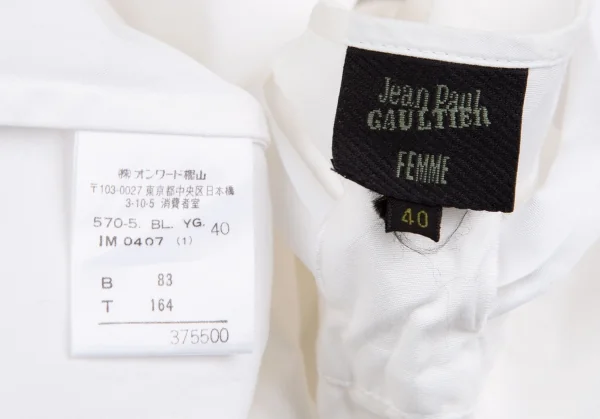 ㈱オンワード樫山
〒103-0027 東京都中央区日本橋
3-10-5 消費者室
570-5. BL. YG. 40
IM 0407 (1)
B 83
T 164
375500
Jean Paul
GAULTIER
FEMME
40